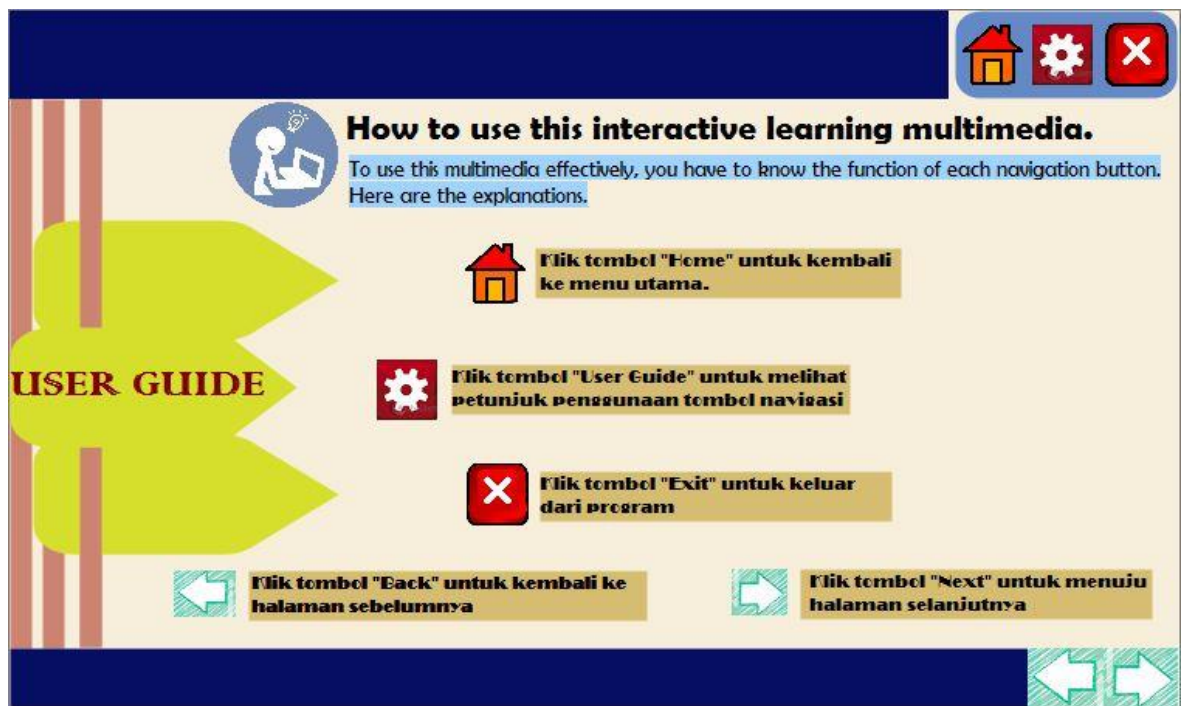 How to use this interactive learning multimedia.
To use this multimedia effectively, you have to know the function of each navigation button.
Here are the explanations.
Klik tombol "Home" untuk kembali
ke menu utama.
USER GUIDE
Klik tombol "User Guide" untuk melihat
petunjuk penggunaan tombol navigasi
Klik tombol "Exit" untuk keluar
dari program
Klik tombol "Back" untuk kembali ke
halaman sebelumnya
Klik tombol "Next" untuk menuju
halaman selanjutnya